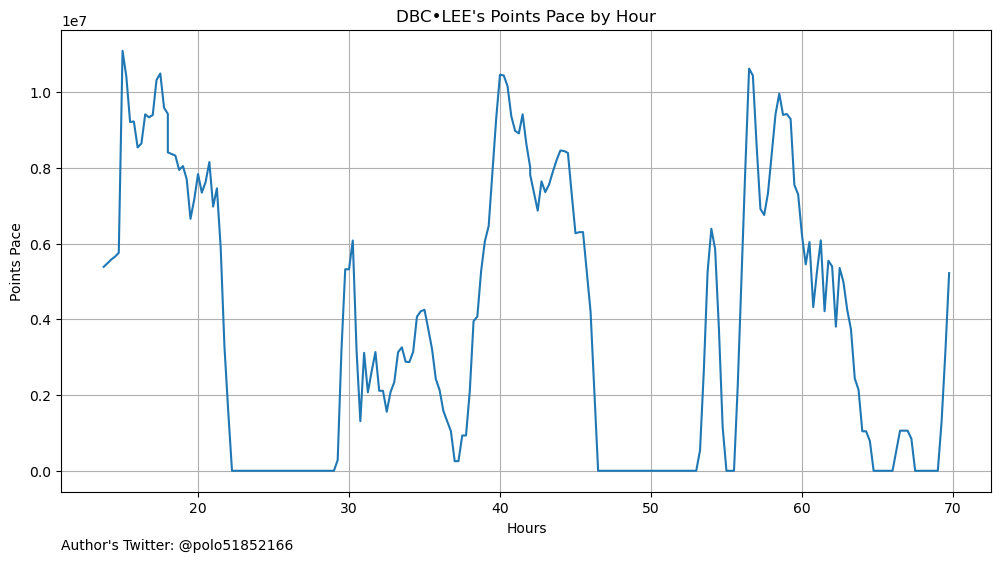 DBC•LEE's Points Pace by Hour
1e7
1.0
0.8
0.6
0.4
0.2
0.0
Points Pace
20 30 40 50 60 70
Hours
Author's Twitter: @polo51852166